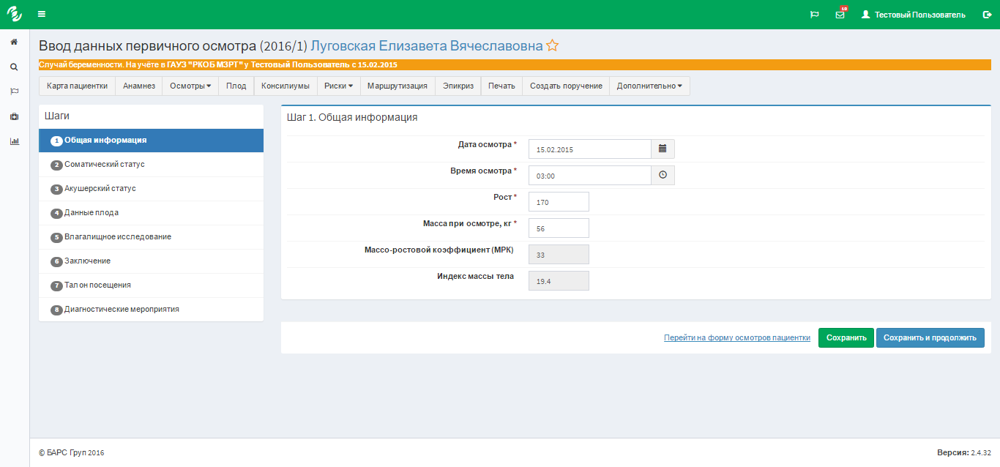 18
Тестовый Пользователь
Ввод данных первичного осмотра (2016/1) Луговская Елизавета Вячеславовна
Случай беременности. На учёте в ГАУЗ "РКОБ МЗРТ" у Тестовый Пользователь с 15.02.2015
Карта пациентки Анамнез Осмотры Плод Консилиумы Риски Маршрутизация Эпикриз Печать Создать поручение Дополнительно
Шаги
1 Общая информация
2 Соматический статус
3 Акушерский статус
4 Данные плода
5 Влагалищное исследование
6 Заключение
7 Талон посещения
8 Диагностические мероприятия
Шаг 1. Общая информация
Дата осмотра * 15.02.2015
Время осмотра * 03:00
Рост * 170
Масса при осмотре, кг * 56
Массо-ростовой коэффициент (МРК) 33
Индекс массы тела 19.4
Перейти на форму осмотров пациентки Сохранить Сохранить и продолжить
© БАРС Груп 2016 Версия: 2.4.32